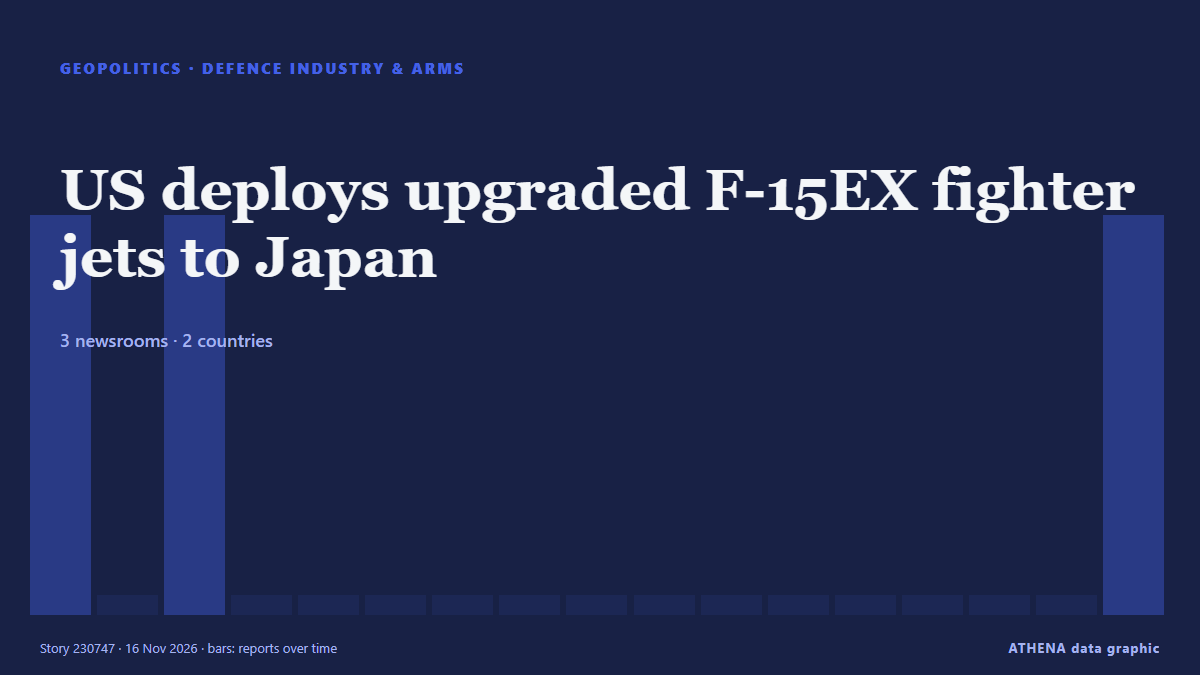 GEOPOLITICS · DEFENCE INDUSTRY & ARMS
US deploys upgraded F-15EX fighter
jets to Japan
3 newsrooms · 2 countries
Story 230747 · 16 Nov 2026 · bars: reports over time
ATHENA data graphic